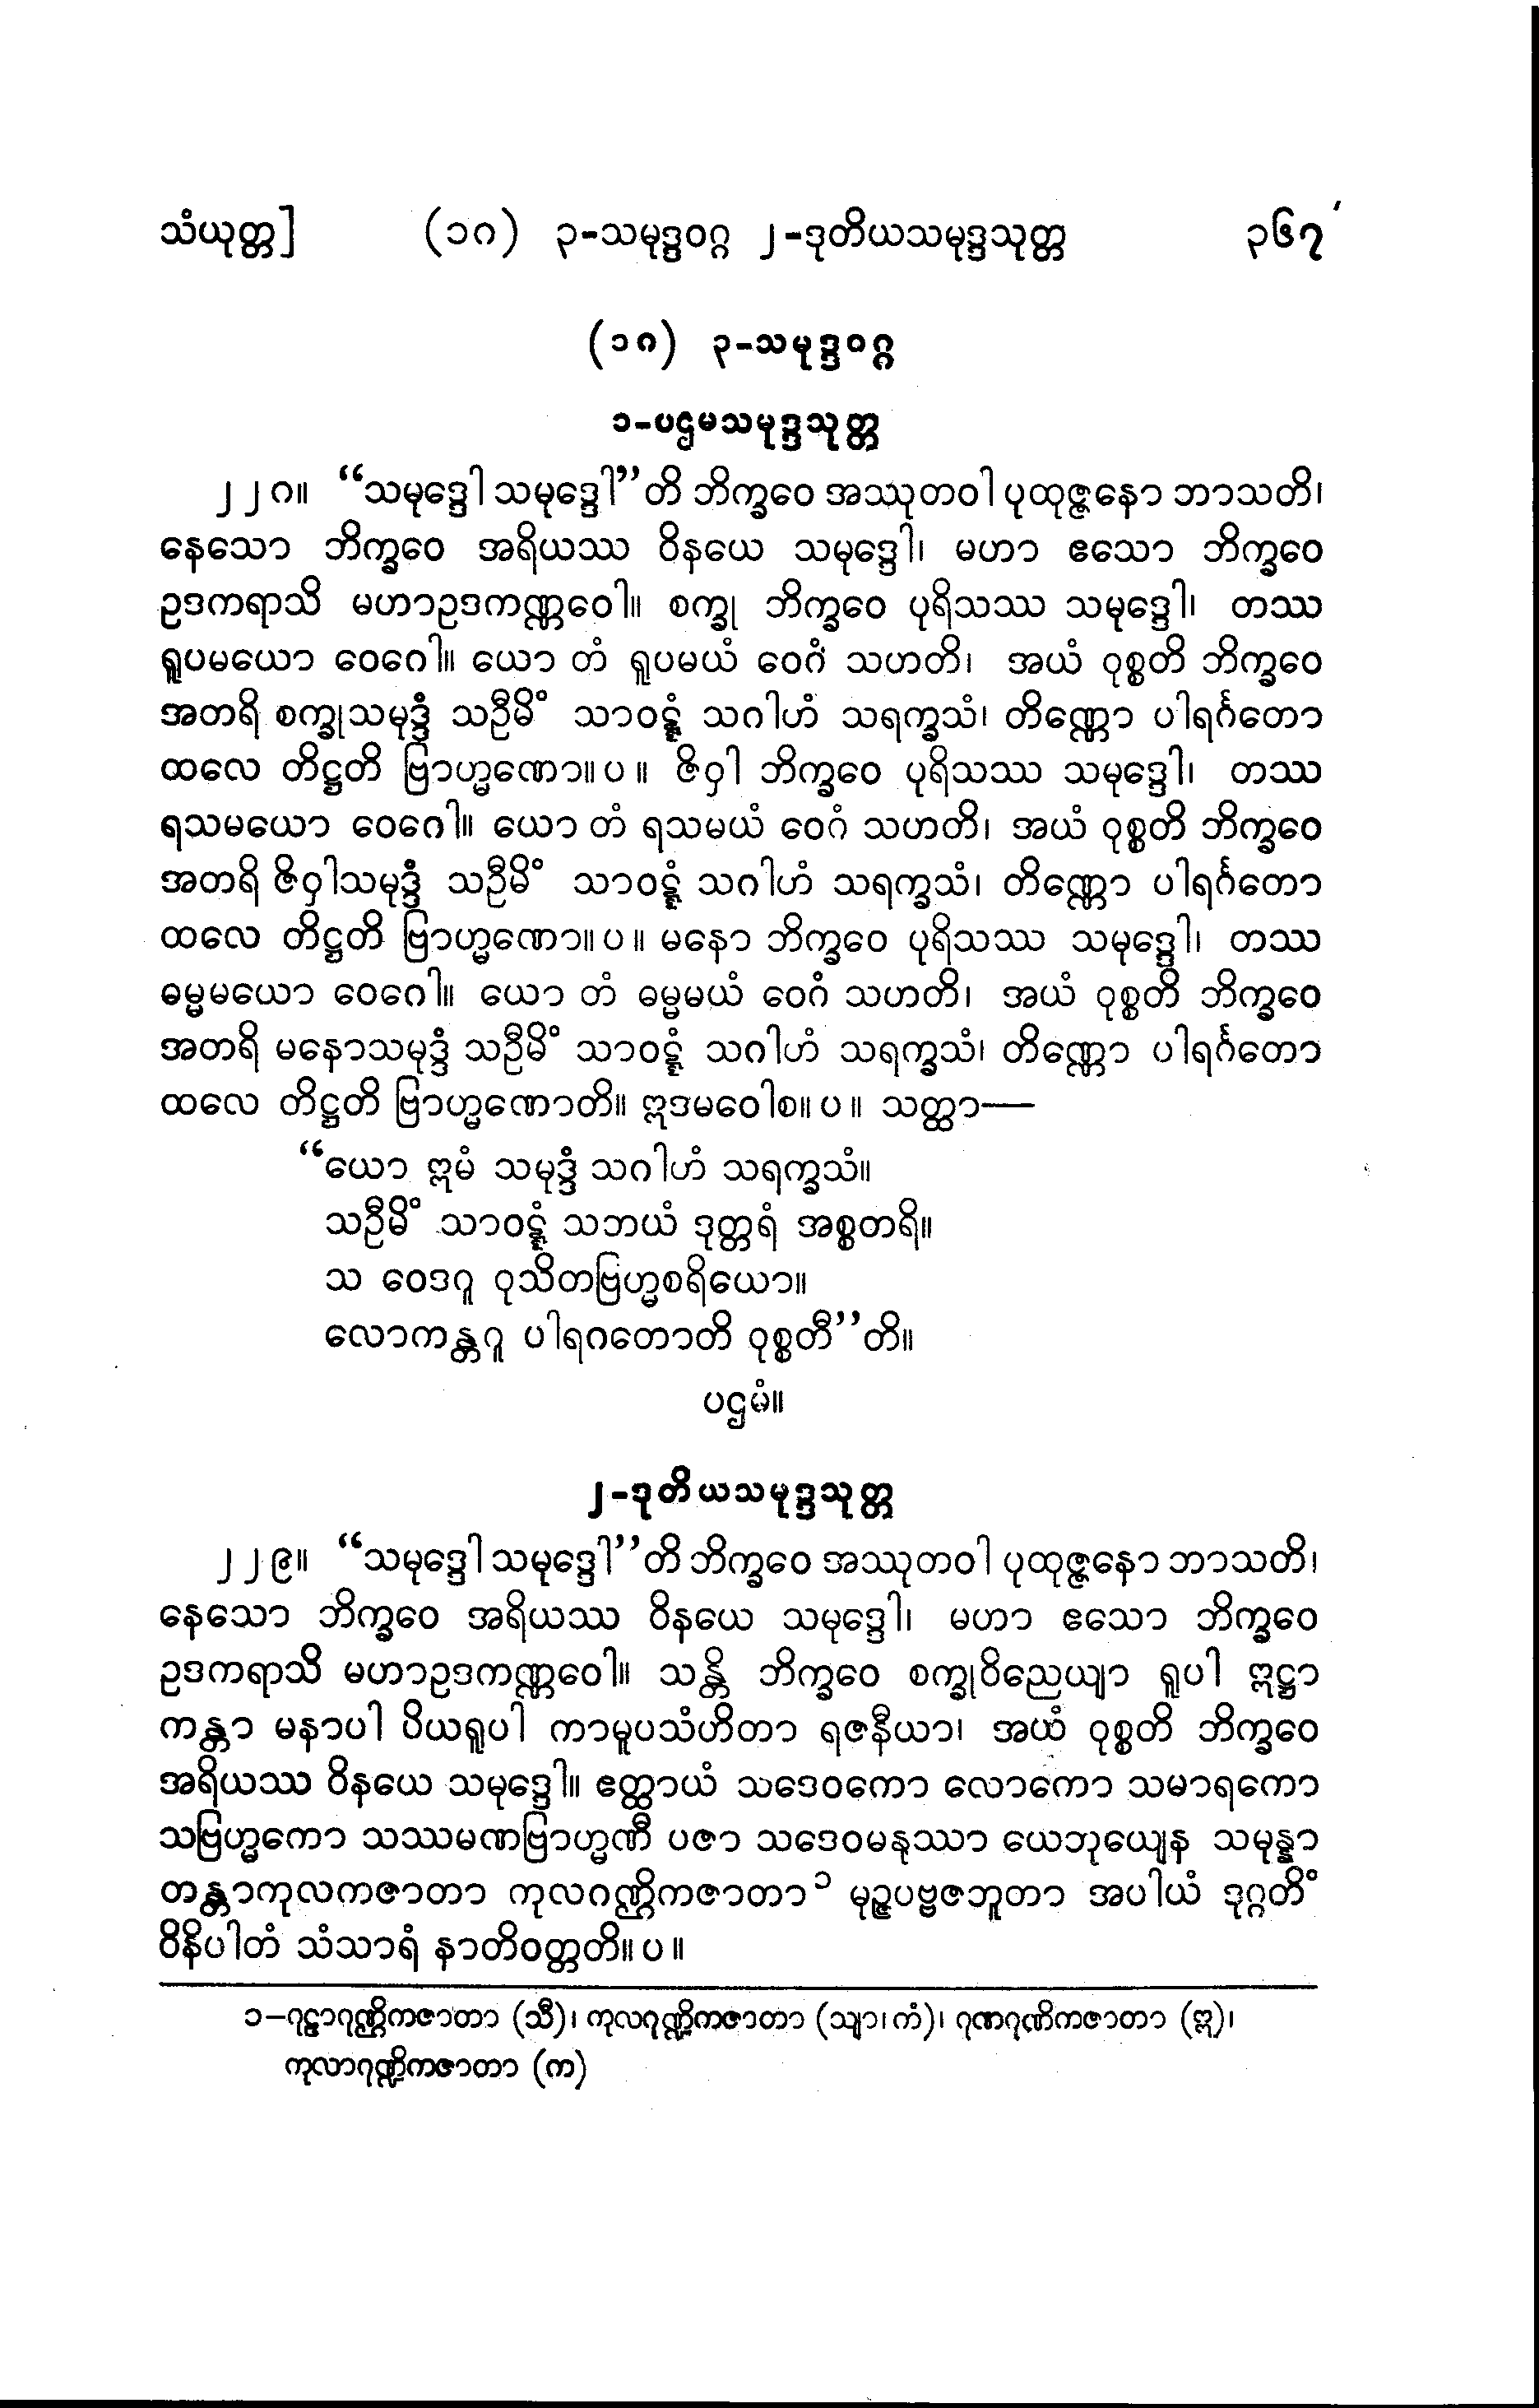 သံယုတ္တ] (၁၈) ၃-သမုဒ္ဒဝဂ္ဂ ၂-ဒုတိယသမုဒ္ဒသုတ္တ ၃၆၇
(၁၈) ၃-သမုဒ္ဒဝဂ္ဂ
၁-ပဌမသမုဒ္ဒသုတ္တ
၂၂၈။ “သမုဒ္ဒေါ သမုဒ္ဒေါ”တိ ဘိက္ခဝေ အဿုတဝါ ပုထုဇ္ဇနော ဘာသတိ၊
နေသော ဘိက္ခဝေ အရိယဿ ဝိနယေ သမုဒ္ဒေါ၊ မဟာ ဧသော ဘိက္ခဝေ
ဥဒကရာသိ မဟာဥဒကဏ္ဏဝေါ။ စက္ခု ဘိက္ခဝေ ပုရိသဿ သမုဒ္ဒေါ၊ တဿ
ရူပမယော ဝေဂေါ။ ယော တံ ရူပမယံ ဝေဂံ သဟတိ၊ အယံ ဝုစ္စတိ ဘိက္ခဝေ
အတရိ စက္ခုသမုဒ္ဒံ သဦမိံ သာဝဋ္ဋံ သဂါဟံ သရက္ခသံ၊ တိဏ္ဏော ပါရင်္ဂတော
ထလေ တိဋ္ဌတိ ဗြာဟ္မဏော။ပ။ ဇိဝှါ ဘိက္ခဝေ ပုရိသဿ သမုဒ္ဒေါ၊ တဿ
ရသမယော ဝေဂေါ။ ယော တံ ရသမယံ ဝေဂံ သဟတိ၊ အယံ ဝုစ္စတိ ဘိက္ခဝေ
အတရိ ဇိဝှါသမုဒ္ဒံ သဦမိံ သာဝဋ္ဋံ သဂါဟံ သရက္ခသံ၊ တိဏ္ဏော ပါရင်္ဂတော
ထလေ တိဋ္ဌတိ ဗြာဟ္မဏော။ပ။ မနော ဘိက္ခဝေ ပုရိသဿ သမုဒ္ဒေါ၊ တဿ
ဓမ္မမယော ဝေဂေါ။ ယော တံ ဓမ္မမယံ ဝေဂံ သဟတိ၊ အယံ ဝုစ္စတိ ဘိက္ခဝေ
အတရိ မနောသမုဒ္ဒံ သဦမိံ သာဝဋ္ဋံ သဂါဟံ သရက္ခသံ၊ တိဏ္ဏော ပါရင်္ဂတော
ထလေ တိဋ္ဌတိ ဗြာဟ္မဏောတိ။ ဣဒမဝေါစ။ပ။ သတ္ထာ—
“ယော ဣမံ သမုဒ္ဒံ သဂါဟံ သရက္ခသံ။
သဦမိံ သာဝဋ္ဋံ သဘယံ ဒုတ္တရံ အစ္စတရိ။
သ ဝေဒဂူ ဝုသိတဗြဟ္မစရိယော။
လောကန္တဂူ ပါရဂတောတိ ဝုစ္စတီ”တိ။
ပဌမံ။
၂-ဒုတိယသမုဒ္ဒသုတ္တ
၂၂၉။ “သမုဒ္ဒေါ သမုဒ္ဒေါ”တိ ဘိက္ခဝေ အဿုတဝါ ပုထုဇ္ဇနော ဘာသတိ၊
နေသော ဘိက္ခဝေ အရိယဿ ဝိနယေ သမုဒ္ဒေါ၊ မဟာ ဧသော ဘိက္ခဝေ
ဥဒကရာသိ မဟာဥဒကဏ္ဏဝေါ။ သန္တိ ဘိက္ခဝေ စက္ခုဝိညေယျာ ရူပါ ဣဋ္ဌာ
ကန္တာ မနာပါ ပိယရူပါ ကာမူပသံဟိတာ ရဇနီယာ၊ အယံ ဝုစ္စတိ ဘိက္ခဝေ
အရိယဿ ဝိနယေ သမုဒ္ဒေါ။ ဧတ္ထာယံ သဒေဝကော လောကော သမာရကော
သဗြဟ္မကော သဿမဏဗြာဟ္မဏီ ပဇာ သဒေဝမနုဿာ ယေဘုယျေန သမုန္နာ
တန္တာကုလကဇာတာ ကုလဂဏ္ဌိကဇာတာ၁ မုဉ္ဇပဗ္ဗဇဘူတာ အပါယံ ဒုဂ္ဂတိံ
ဝိနိပါတံ သံသာရံ နာတိဝတ္တတိ။ပ။
၁–ဂုဠာဂုဏ္ဌိကဇာတာ (သီ)၊ ကုလဂုဏ္ဍိကဇာတာ (သျာ၊ကံ)၊ ဂုဏဂုဏိကဇာတာ (ဣ)၊
ကုလာဂုဏ္ဍိကဇာတာ (က)